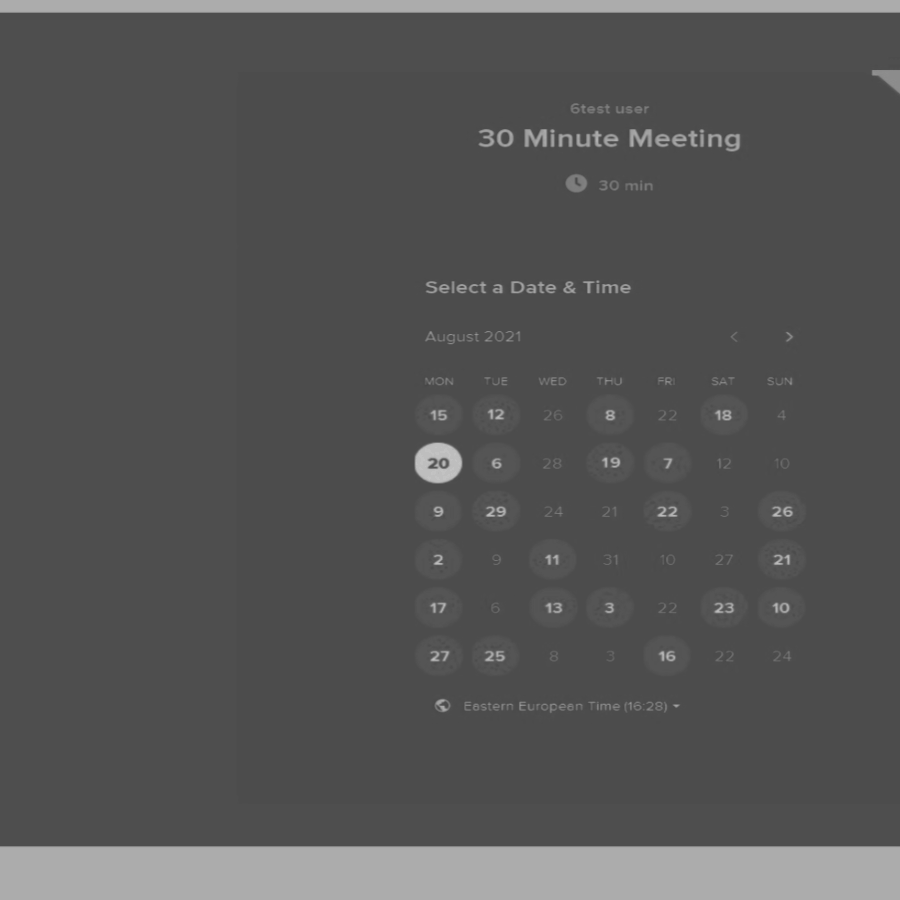 6test user
30 Minute Meeting
30 min
Select a Date & Time
August 2021
MON TUE WED THU FRI SAT SUN
15 12 26 8 22 18 4
20 6 28 19 7 12 10
9 29 24 21 22 3 26
2 9 11 31 10 27 21
17 6 13 3 22 23 10
27 25 8 3 16 22 24
Eastern European Time (16:28)